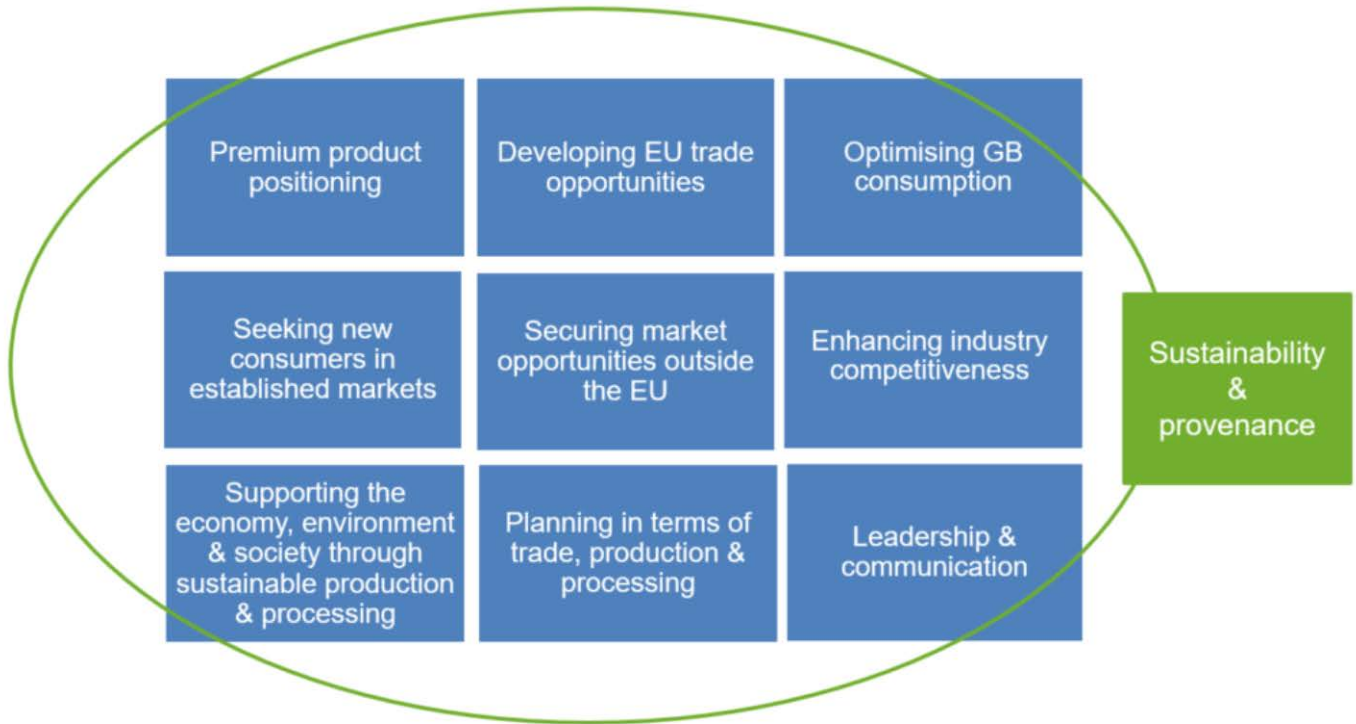 Premium product
positioning
Developing EU trade
opportunities
Optimising GB
consumption
Seeking new
consumers in
established markets
Securing market
opportunities outside
the EU
Enhancing industry
competitiveness
Sustainability
&
provenance
Supporting the
economy, environment
& society through
sustainable production
& processing
Planning in terms of
trade, production &
processing
Leadership &
communication